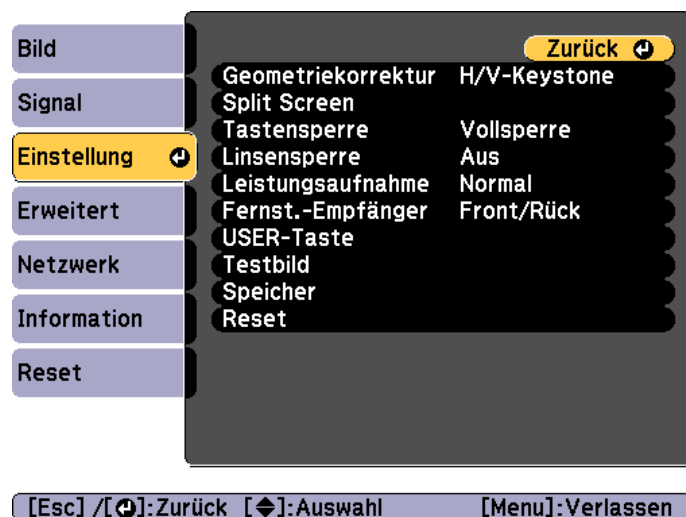 Bild
Signal
Einstellung
Erweitert
Netzwerk
Information
Reset
Zurück
Geometriekorrektur H/V-Keystone
Split Screen
Tastensperre Vollsperre
Linsensperre Aus
Leistungsaufnahme Normal
Fernst.-Empfänger Front/Rück
USER-Taste
Testbild
Speicher
Reset
[Esc] /[⏎]:Zurück [◆]:Auswahl [Menu]:Verlassen